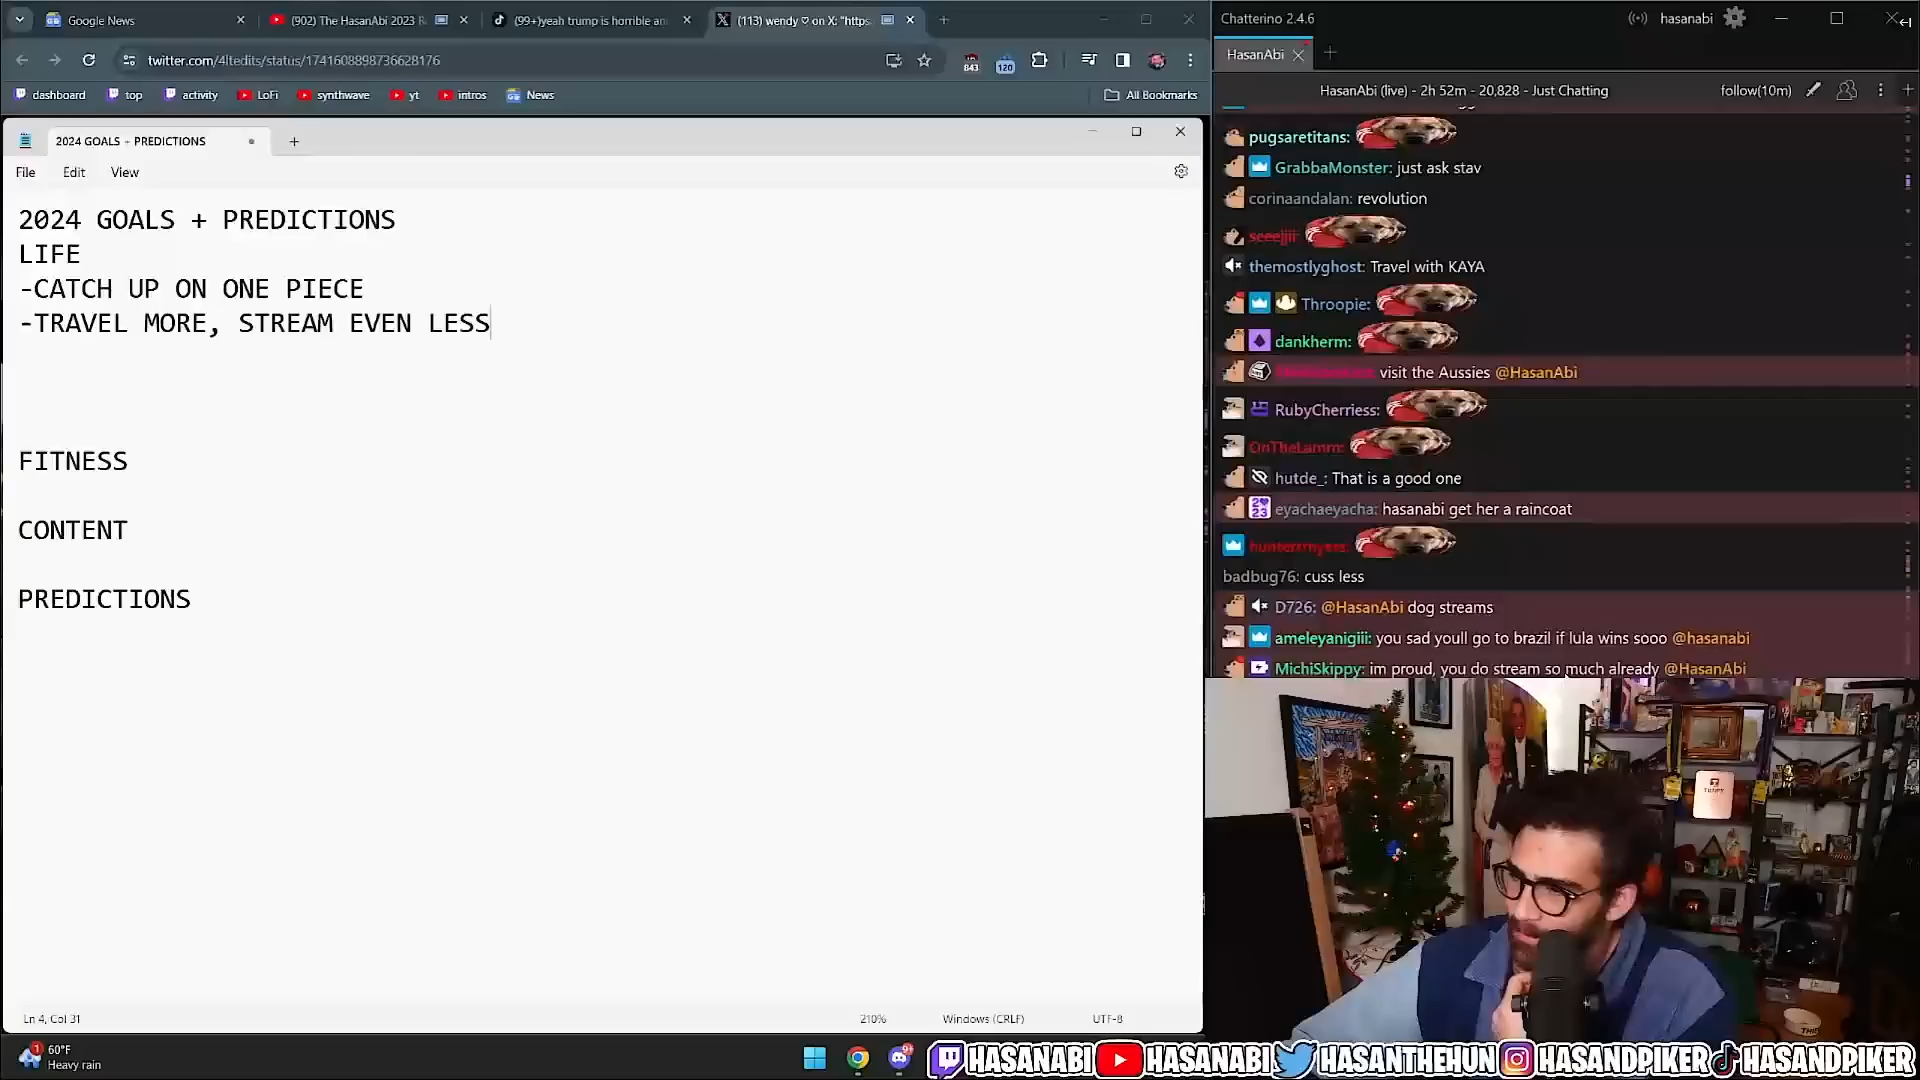 Google News
(902) The HasanAbi 2023 R
(99+)yeah trump is horrible an
(113) wendy ♡ on X: "https
twitter.com/4ltedits/status/1741608898736628176
843
120
dashboard
top
activity
LoFi
synthwave
yt
intros
News
All Bookmarks
2024 GOALS + PREDICTIONS
File
Edit
View
2024 GOALS + PREDICTIONS
LIFE
-CATCH UP ON ONE PIECE
-TRAVEL MORE, STREAM EVEN LESS
FITNESS
CONTENT
PREDICTIONS
Ln 4, Col 31
210%
Windows (CRLF)
UTF-8
1
60°F
Heavy rain
9+
HASANABI
HASANABI
HASANTHEHUN
HASANDPIKER
HASANDPIKER
Chatterino 2.4.6
hasanabi
HasanAbi
HasanAbi (live) - 2h 52m - 20,828 - Just Chatting
follow(10m)
pugsaretitans:
GrabbaMonster: just ask stav
corinaandalan: revolution
seeejjii:
themostlyghost: Travel with KAYA
Throopie:
dankherm:
visit the Aussies @HasanAbi
RubyCherriess:
OnTheLamm:
hutde_: That is a good one
eyachaeyacha: hasanabi get her a raincoat
badbug76: cuss less
D726: @HasanAbi dog streams
ameleyanigiii: you sad youll go to brazil if lula wins sooo @hasanabi
MichiSkippy: im proud, you do stream so much already @HasanAbi